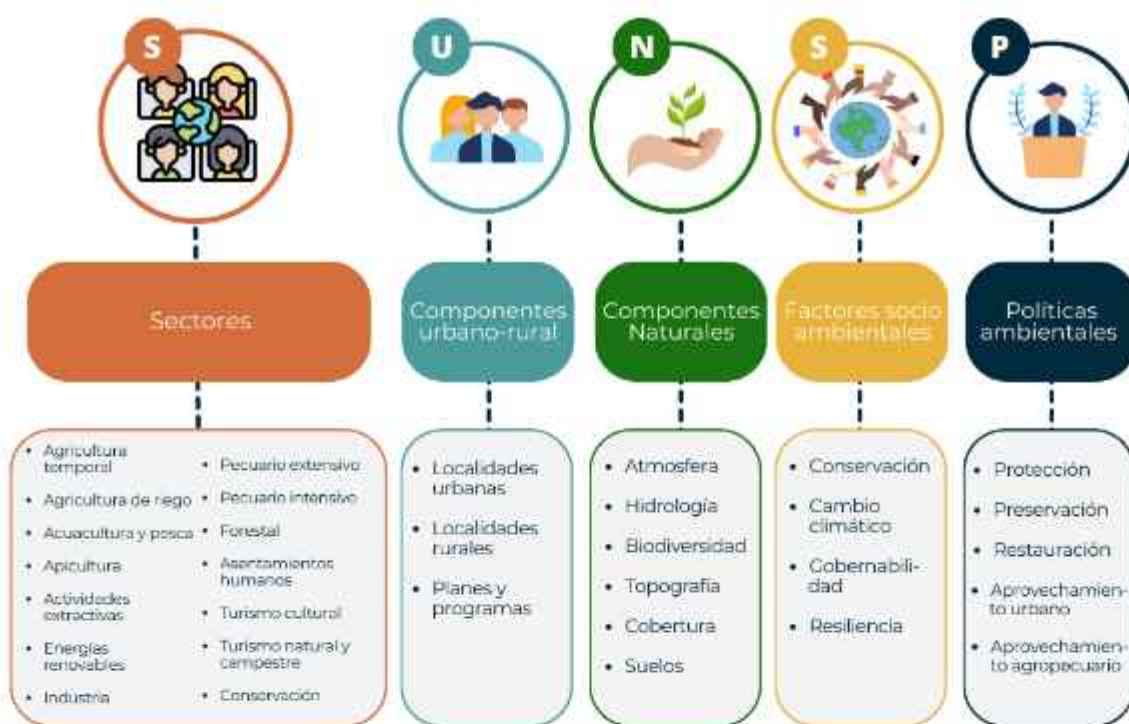 S
Sectores
Agricultura
temporal
Agricultura de riego
Acuacultura y pesca
Apicultura
Actividades
extractivas
Energías
renovables
Industria
Pecuario extensivo
Pecuario intensivo
Forestal
Asentamientos
humanos
Turismo cultural
Turismo natural y
campestre
Conservación
U
Componentes
urbano-rural
Localidades
urbanas
Localidades
rurales
Planes y
programas
N
Componentes
Naturales
Atmosfera
Hidrología
Biodiversidad
Topografía
Cobertura
Suelos
S
Factores socio
ambientales
Conservación
Cambio
climático
Gobernabili-
dad
Resiliencia
P
Políticas
ambientales
Protección
Preservación
Restauración
Aprovechamien-
to urbano
Aprovechamien-
to agropecuario